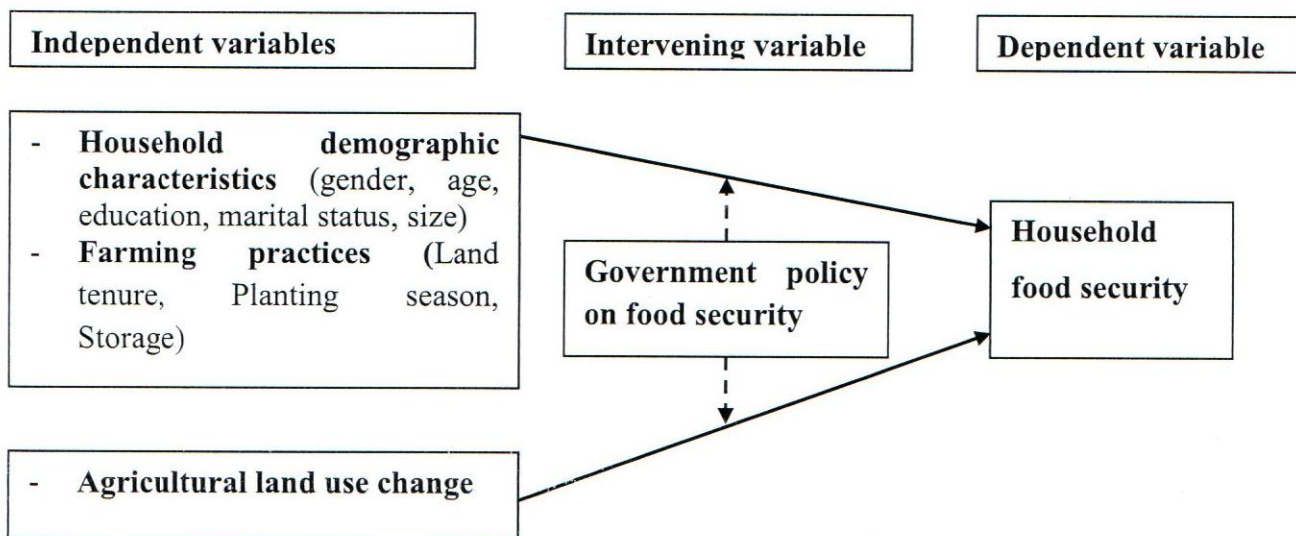 Independent variables
Intervening variable
Dependent variable
- Household demographic
characteristics (gender, age,
education, marital status, size)
- Farming practices (Land
tenure, Planting season,
Storage)
Government policy
on food security
Household
food security
- Agricultural land use change